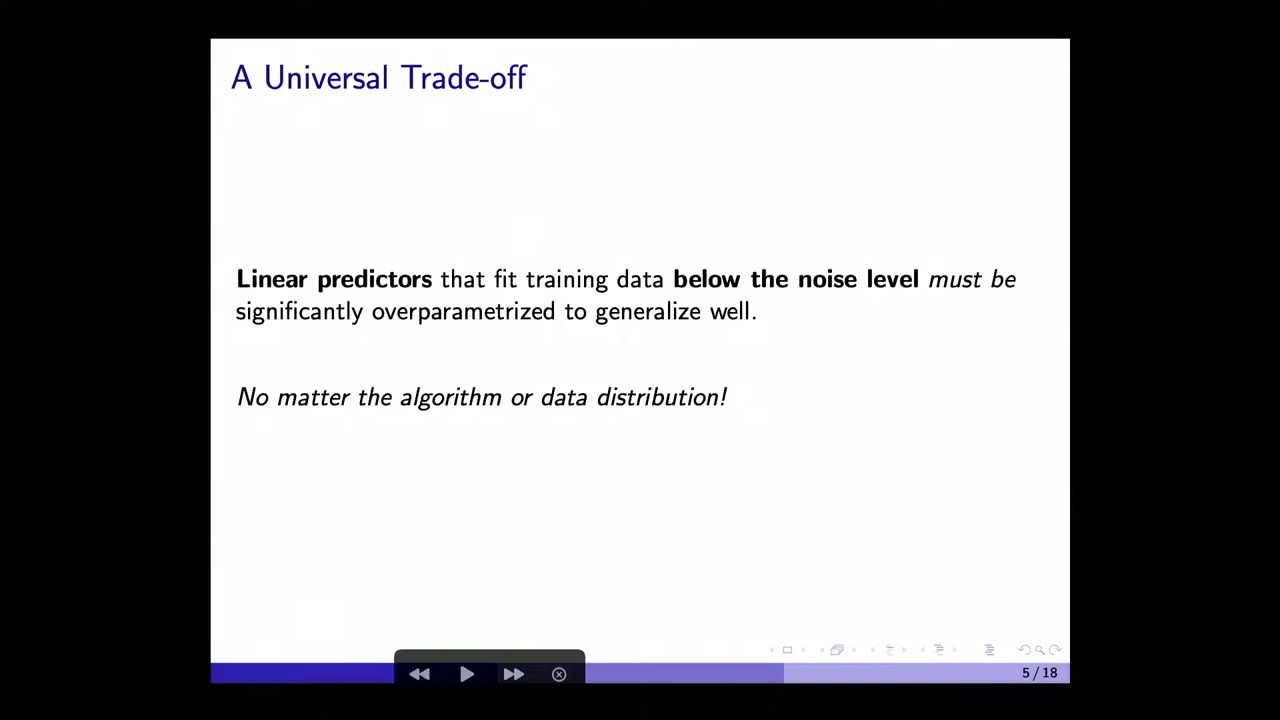 A Universal Trade-off
Linear predictors that fit training data below the noise level must be
significantly overparametrized to generalize well.
No matter the algorithm or data distribution!
5 / 18